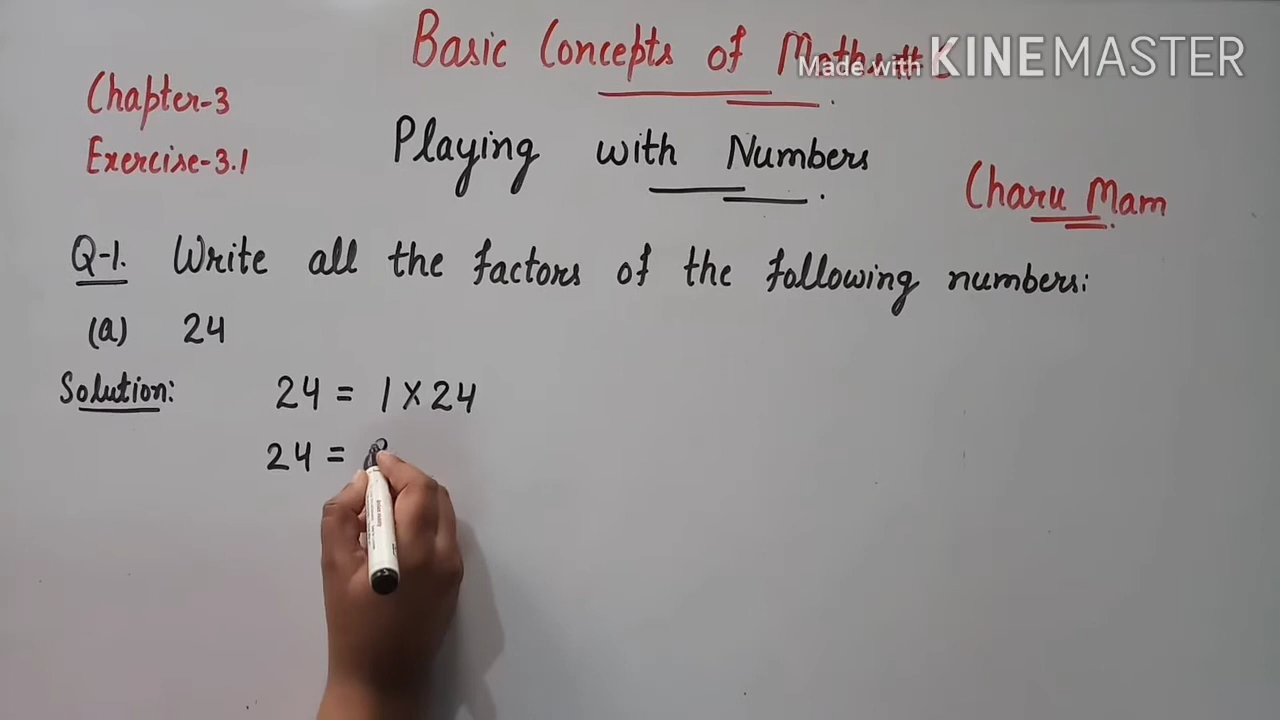 Basic Concepts of Maths
Made with KINEMASTER
Chapter-3
Exercise-3.1
Playing with Numbers.
Charu Mam
Q-1. Write all the factors of the following numbers:
(a) 24
Solution: 24 = 1 × 24
24 =